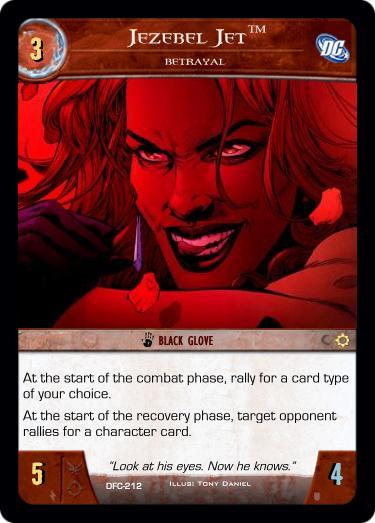 3
JEZEBEL JET™
DC
BETRAYAL
BLACK GLOVE
At the start of the combat phase, rally for a card type
of your choice.
At the start of the recovery phase, target opponent
rallies for a character card.
5
"Look at his eyes. Now he knows."
4
DFC-212 ILLUS: TONY DANIEL